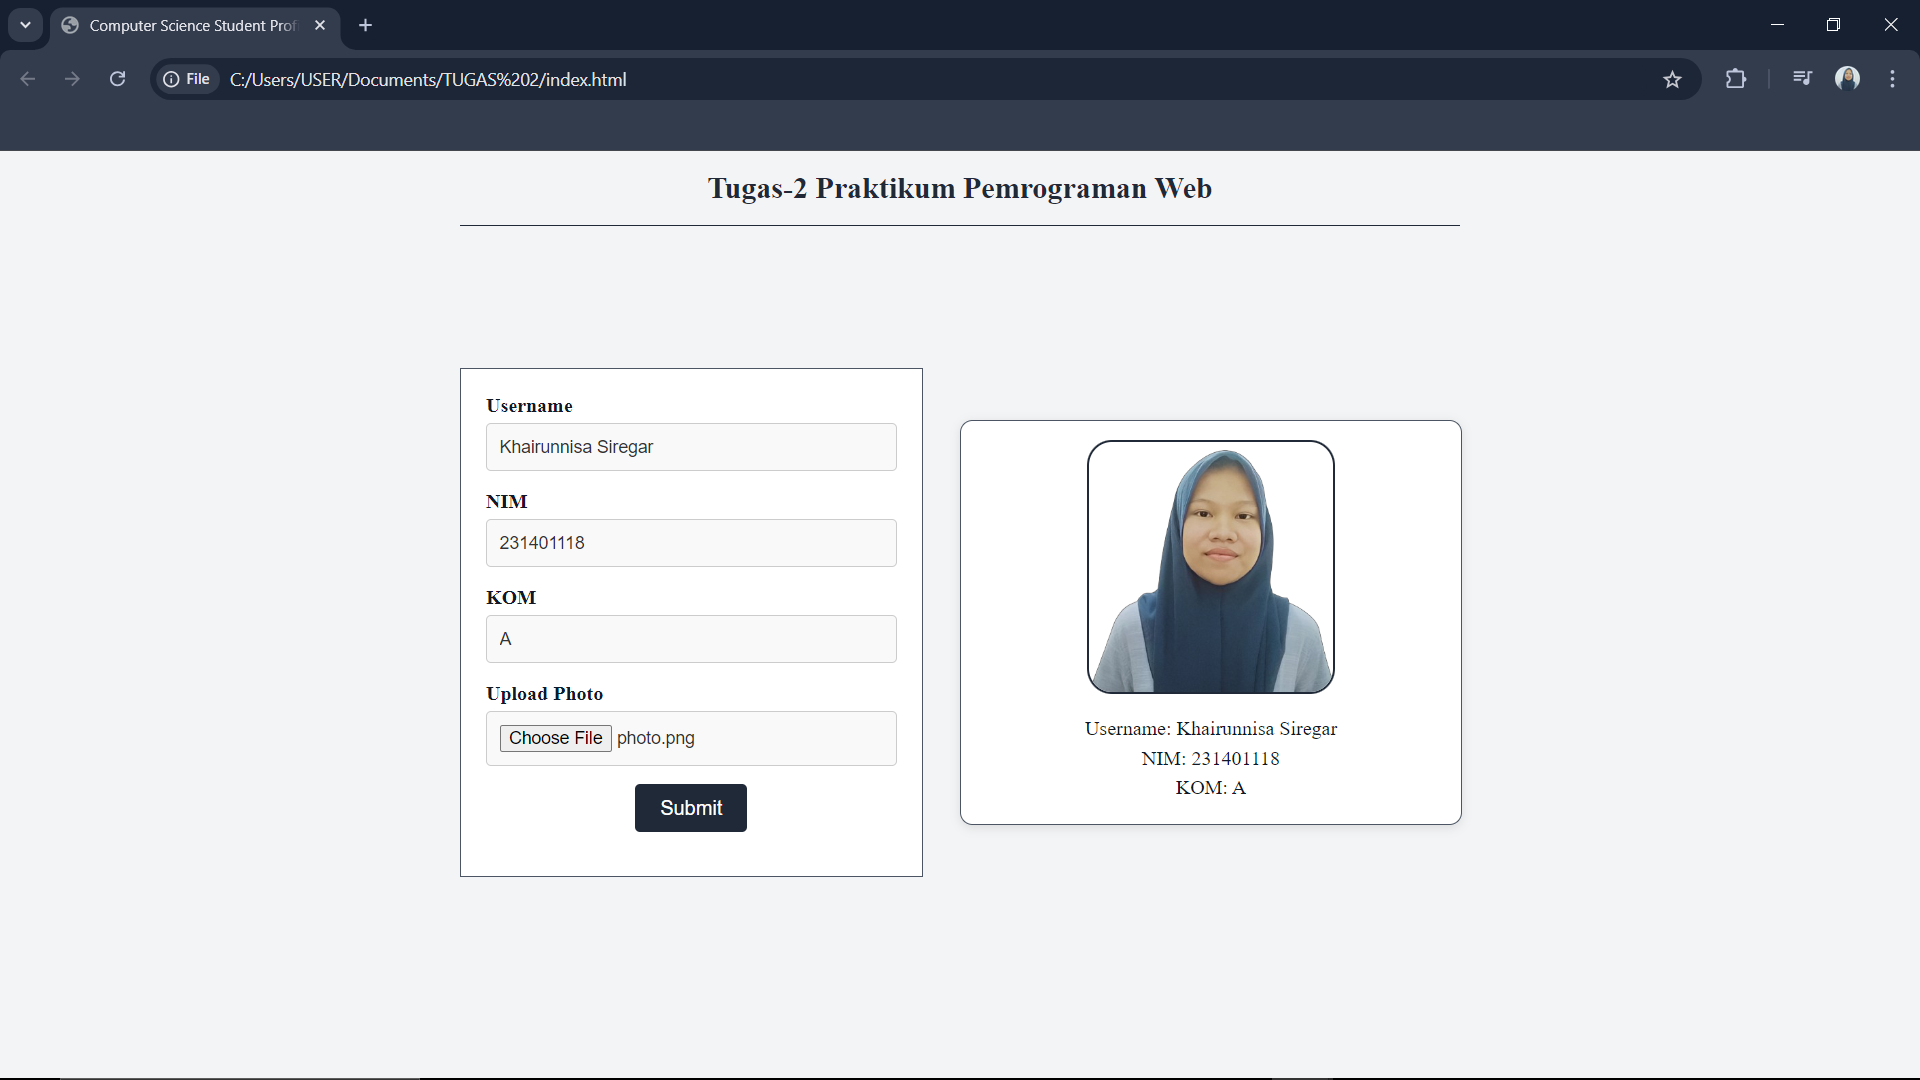 Computer Science Student Prof
File
C:/Users/USER/Documents/TUGAS%202/index.html
Tugas-2 Praktikum Pemrograman Web
Username
Khairunnisa Siregar
NIM
231401118
KOM
A
Upload Photo
Choose File photo.png
Submit
Username: Khairunnisa Siregar
NIM: 231401118
KOM: A